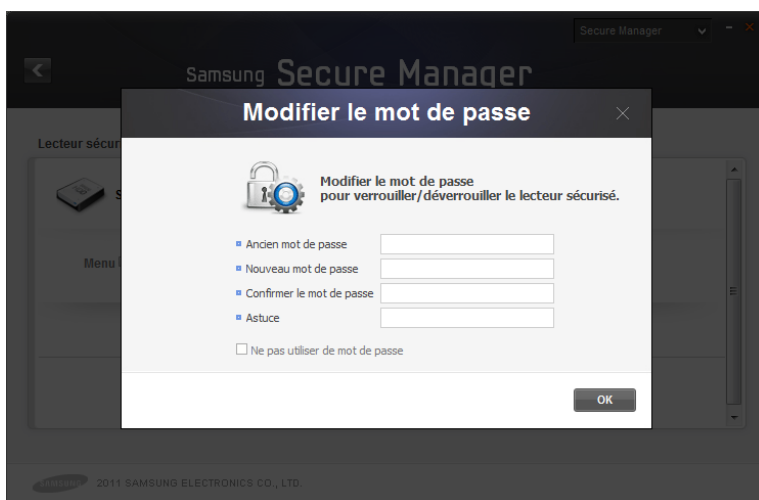 Secure Manager
samsung Secure Manager
Modifier le mot de passe
Lecteur sécur
Modifier le mot de passe
pour verrouiller/déverrouiller le lecteur sécurisé.
S
Menu
Ancien mot de passe
Nouveau mot de passe
Confirmer le mot de passe
Astuce
Ne pas utiliser de mot de passe
OK
SAMSUNG 2011 SAMSUNG ELECTRONICS CO., LTD.